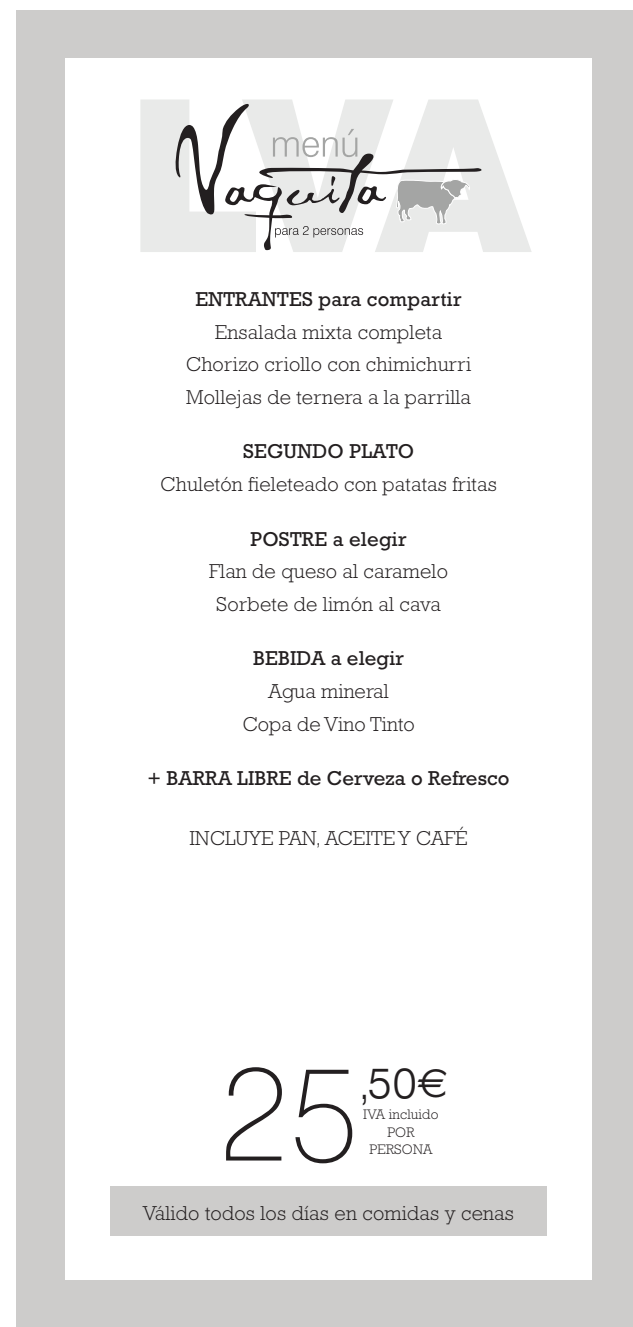 LVA
menú
Vaquita
para 2 personas
ENTRANTES para compartir
Ensalada mixta completa
Chorizo criollo con chimichurri
Mollejas de ternera a la parrilla
SEGUNDO PLATO
Chuletón fieleteado con patatas fritas
POSTRE a elegir
Flan de queso al caramelo
Sorbete de limón al cava
BEBIDA a elegir
Agua mineral
Copa de Vino Tinto
+ BARRA LIBRE de Cerveza o Refresco
INCLUYE PAN, ACEITE Y CAFÉ
25,50€
IVA incluido
POR
PERSONA
Válido todos los días en comidas y cenas